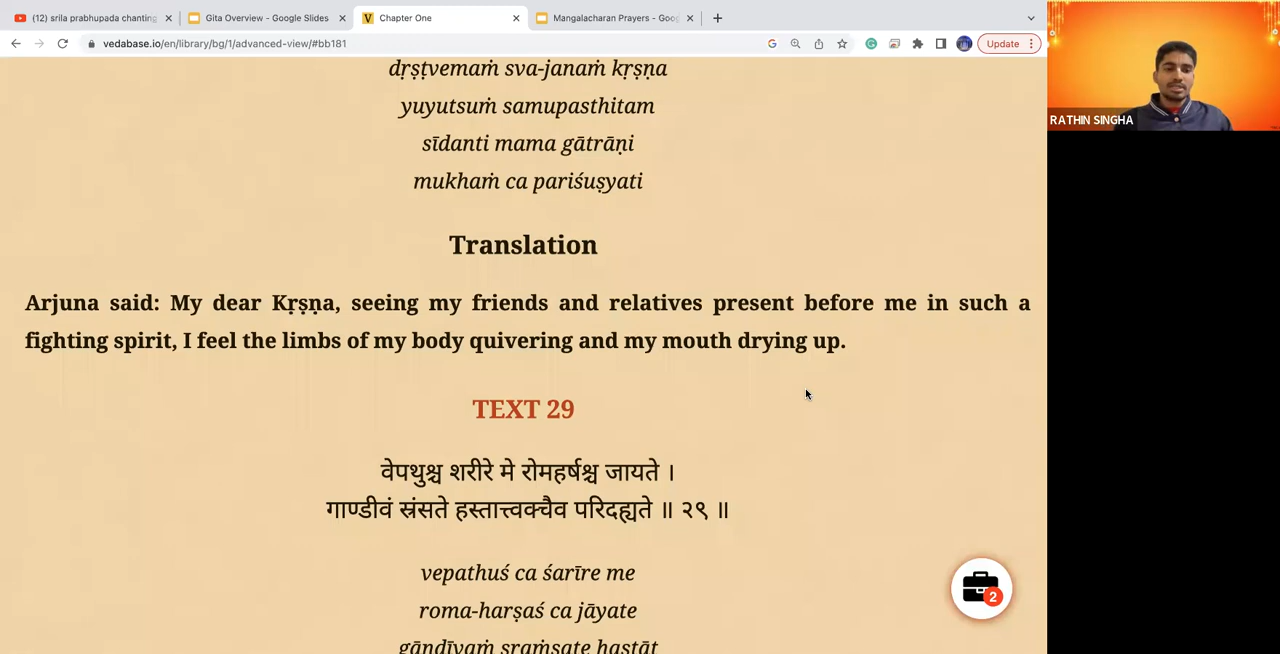 (12) srila prabhupada chanting
Gita Overview - Google Slides
Chapter One
Mangalacharan Prayers - Goog
vedabase.io/en/library/bg/1/advanced-view/#bb181
Update
RATHIN SINGHA
dṛṣṭvemaṁ sva-janaṁ kṛṣṇa
yuyutsuṁ samupasthitam
sīdanti mama gātrāṇi
mukhaṁ ca pariśuṣyati
Translation
Arjuna said: My dear Kṛṣṇa, seeing my friends and relatives present before me in such a
fighting spirit, I feel the limbs of my body quivering and my mouth drying up.
TEXT 29
वेपथुश्च शरीरे मे रोमहर्षश्च जायते ।
गाण्डीवं स्रंसते हस्तात्त्वक्चैव परिदह्यते ॥ २९ ॥
vepathuś ca śarīre me
roma-harṣaś ca jāyate
gāṇḍīvaṁ sraṁsate hastāt
2